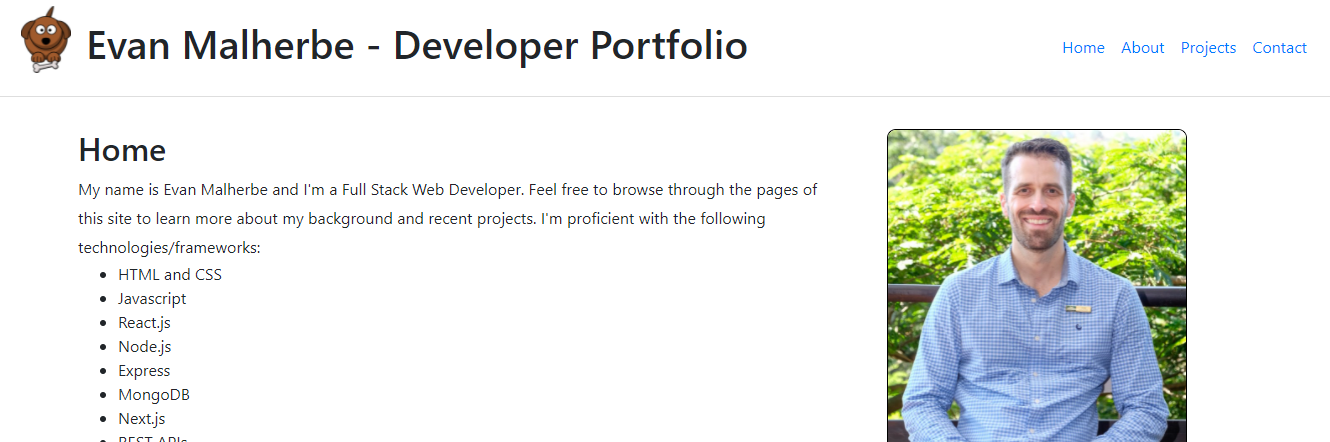 Evan Malherbe - Developer Portfolio
Home About Projects Contact
Home
My name is Evan Malherbe and I'm a Full Stack Web Developer. Feel free to browse through the pages of
this site to learn more about my background and recent projects. I'm proficient with the following
technologies/frameworks:
HTML and CSS
Javascript
React.js
Node.js
Express
MongoDB
Next.js
REST APIs